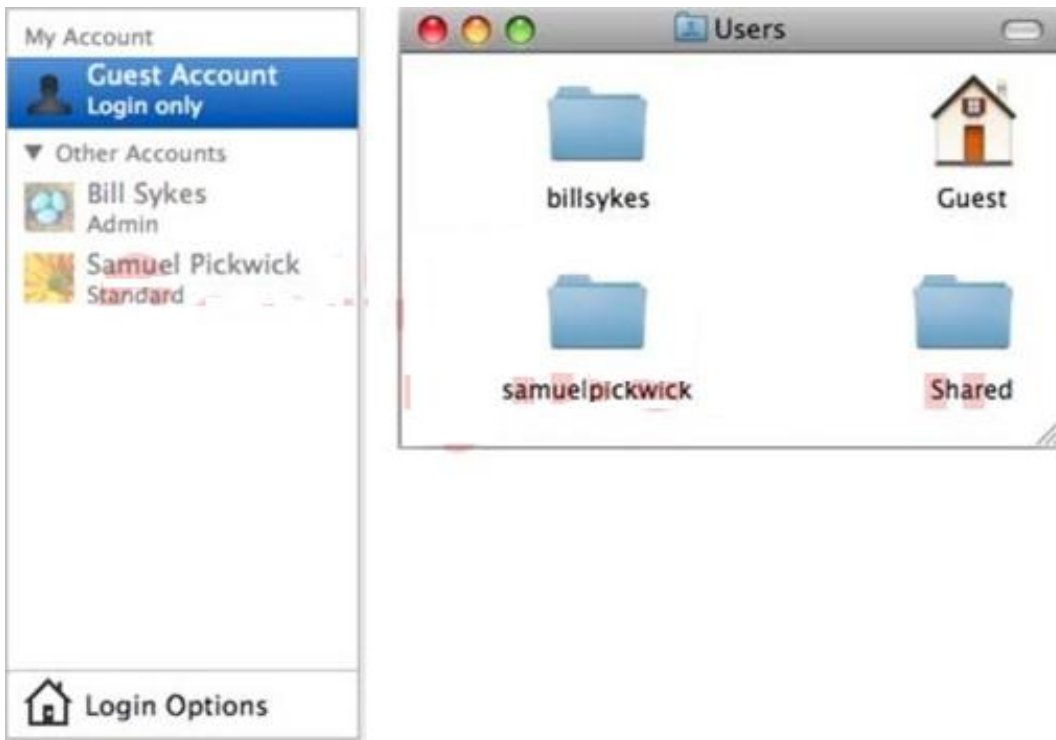 My Account
Guest Account
Login only
Other Accounts
Bill Sykes
Admin
Samuel Pickwick
Standard
Login Options
Users
billsykes
Guest
samuelpickwick
Shared